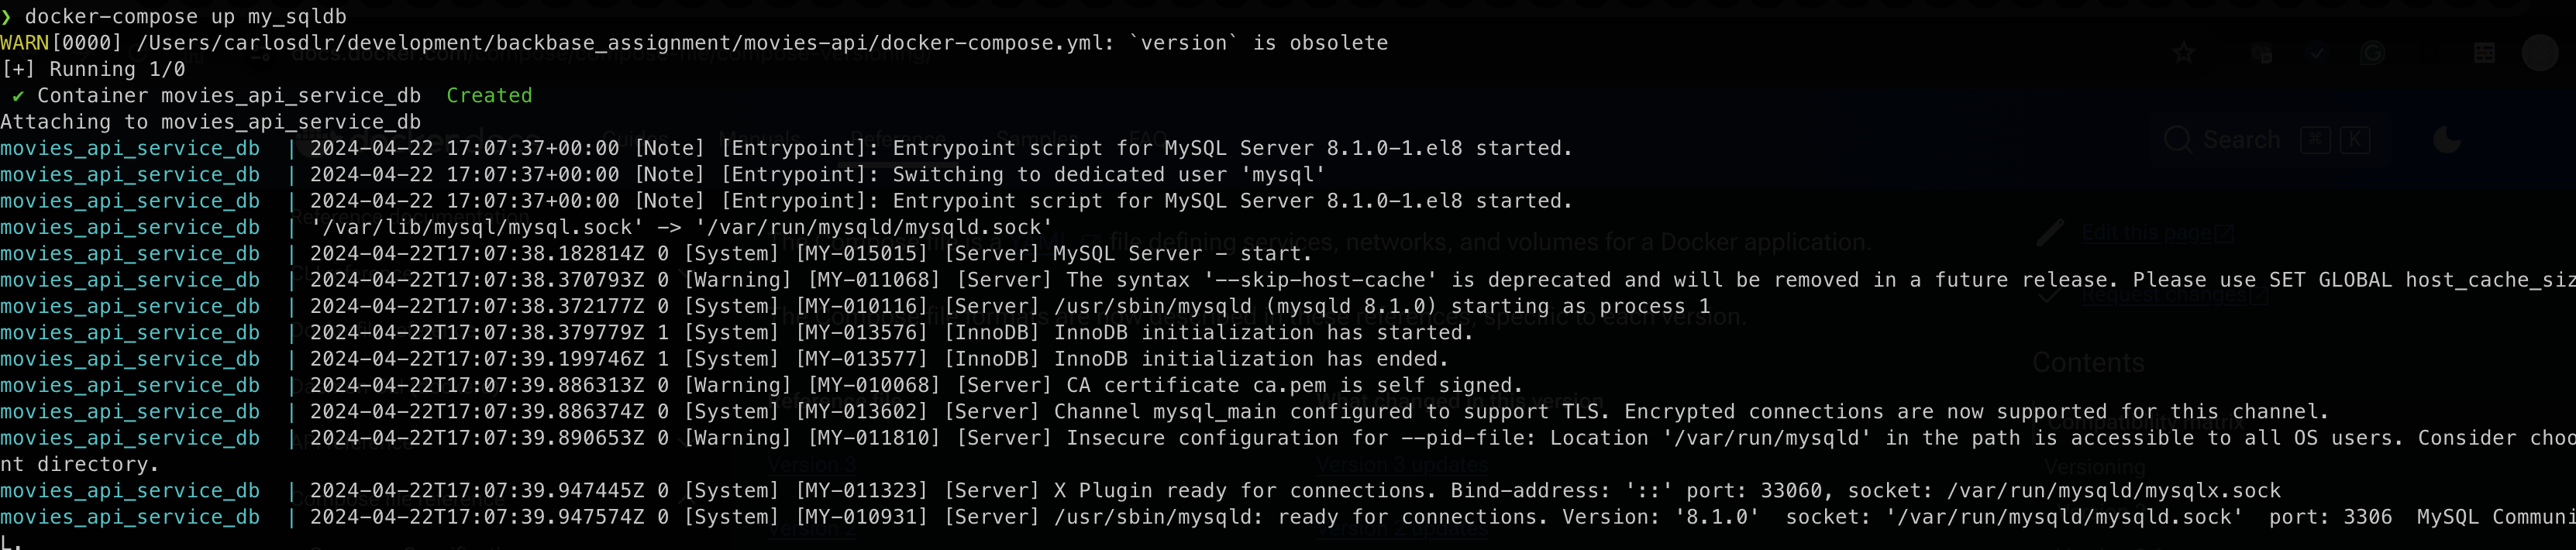 ❯ docker-compose up my_sqldb
WARN[0000] /Users/carlosdlr/development/backbase_assignment/movies-api/docker-compose.yml: `version` is obsolete
[+] Running 1/0
✔ Container movies_api_service_db  Created
Attaching to movies_api_service_db
movies_api_service_db  | 2024-04-22 17:07:37+00:00 [Note] [Entrypoint]: Entrypoint script for MySQL Server 8.1.0-1.el8 started.
movies_api_service_db  | 2024-04-22 17:07:37+00:00 [Note] [Entrypoint]: Switching to dedicated user 'mysql'
movies_api_service_db  | 2024-04-22 17:07:37+00:00 [Note] [Entrypoint]: Entrypoint script for MySQL Server 8.1.0-1.el8 started.
movies_api_service_db  | '/var/lib/mysql/mysql.sock' -> '/var/run/mysqld/mysqld.sock'
movies_api_service_db  | 2024-04-22T17:07:38.182814Z 0 [System] [MY-015015] [Server] MySQL Server - start.
movies_api_service_db  | 2024-04-22T17:07:38.370793Z 0 [Warning] [MY-011068] [Server] The syntax '--skip-host-cache' is deprecated and will be removed in a future release. Please use SET GLOBAL host_cache_siz
movies_api_service_db  | 2024-04-22T17:07:38.372177Z 0 [System] [MY-010116] [Server] /usr/sbin/mysqld (mysqld 8.1.0) starting as process 1
movies_api_service_db  | 2024-04-22T17:07:38.379779Z 1 [System] [MY-013576] [InnoDB] InnoDB initialization has started.
movies_api_service_db  | 2024-04-22T17:07:39.199746Z 1 [System] [MY-013577] [InnoDB] InnoDB initialization has ended.
movies_api_service_db  | 2024-04-22T17:07:39.886313Z 0 [Warning] [MY-010068] [Server] CA certificate ca.pem is self signed.
movies_api_service_db  | 2024-04-22T17:07:39.886374Z 0 [System] [MY-013602] [Server] Channel mysql_main configured to support TLS. Encrypted connections are now supported for this channel.
movies_api_service_db  | 2024-04-22T17:07:39.890653Z 0 [Warning] [MY-011810] [Server] Insecure configuration for --pid-file: Location '/var/run/mysqld' in the path is accessible to all OS users. Consider choo
nt directory.
movies_api_service_db  | 2024-04-22T17:07:39.947445Z 0 [System] [MY-011323] [Server] X Plugin ready for connections. Bind-address: '::' port: 33060, socket: /var/run/mysqld/mysqlx.sock
movies_api_service_db  | 2024-04-22T17:07:39.947574Z 0 [System] [MY-010931] [Server] /usr/sbin/mysqld: ready for connections. Version: '8.1.0'  socket: '/var/run/mysqld/mysqld.sock'  port: 3306  MySQL Communi